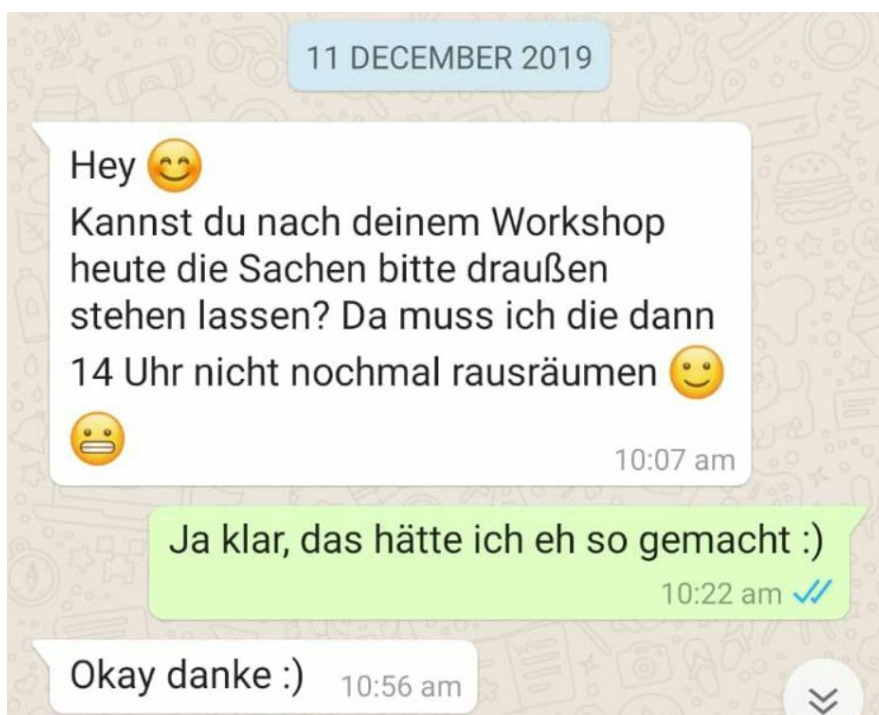 11 DECEMBER 2019
Hey 😊
Kannst du nach deinem Workshop
heute die Sachen bitte draußen
stehen lassen? Da muss ich die dann
14 Uhr nicht nochmal rausräumen 🙂
😬
10:07 am
Ja klar, das hätte ich eh so gemacht :)
10:22 am
Okay danke :) 10:56 am